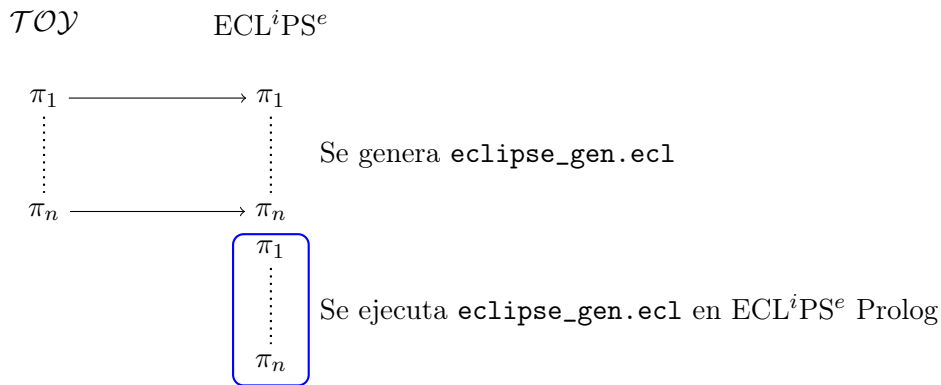 𝒯𝒪𝒴 ECLⁱPSᵉ
π₁ π₁
Se genera eclipse_gen.ecl
πₙ πₙ
π₁
Se ejecuta eclipse_gen.ecl en ECLⁱPSᵉ Prolog
πₙ